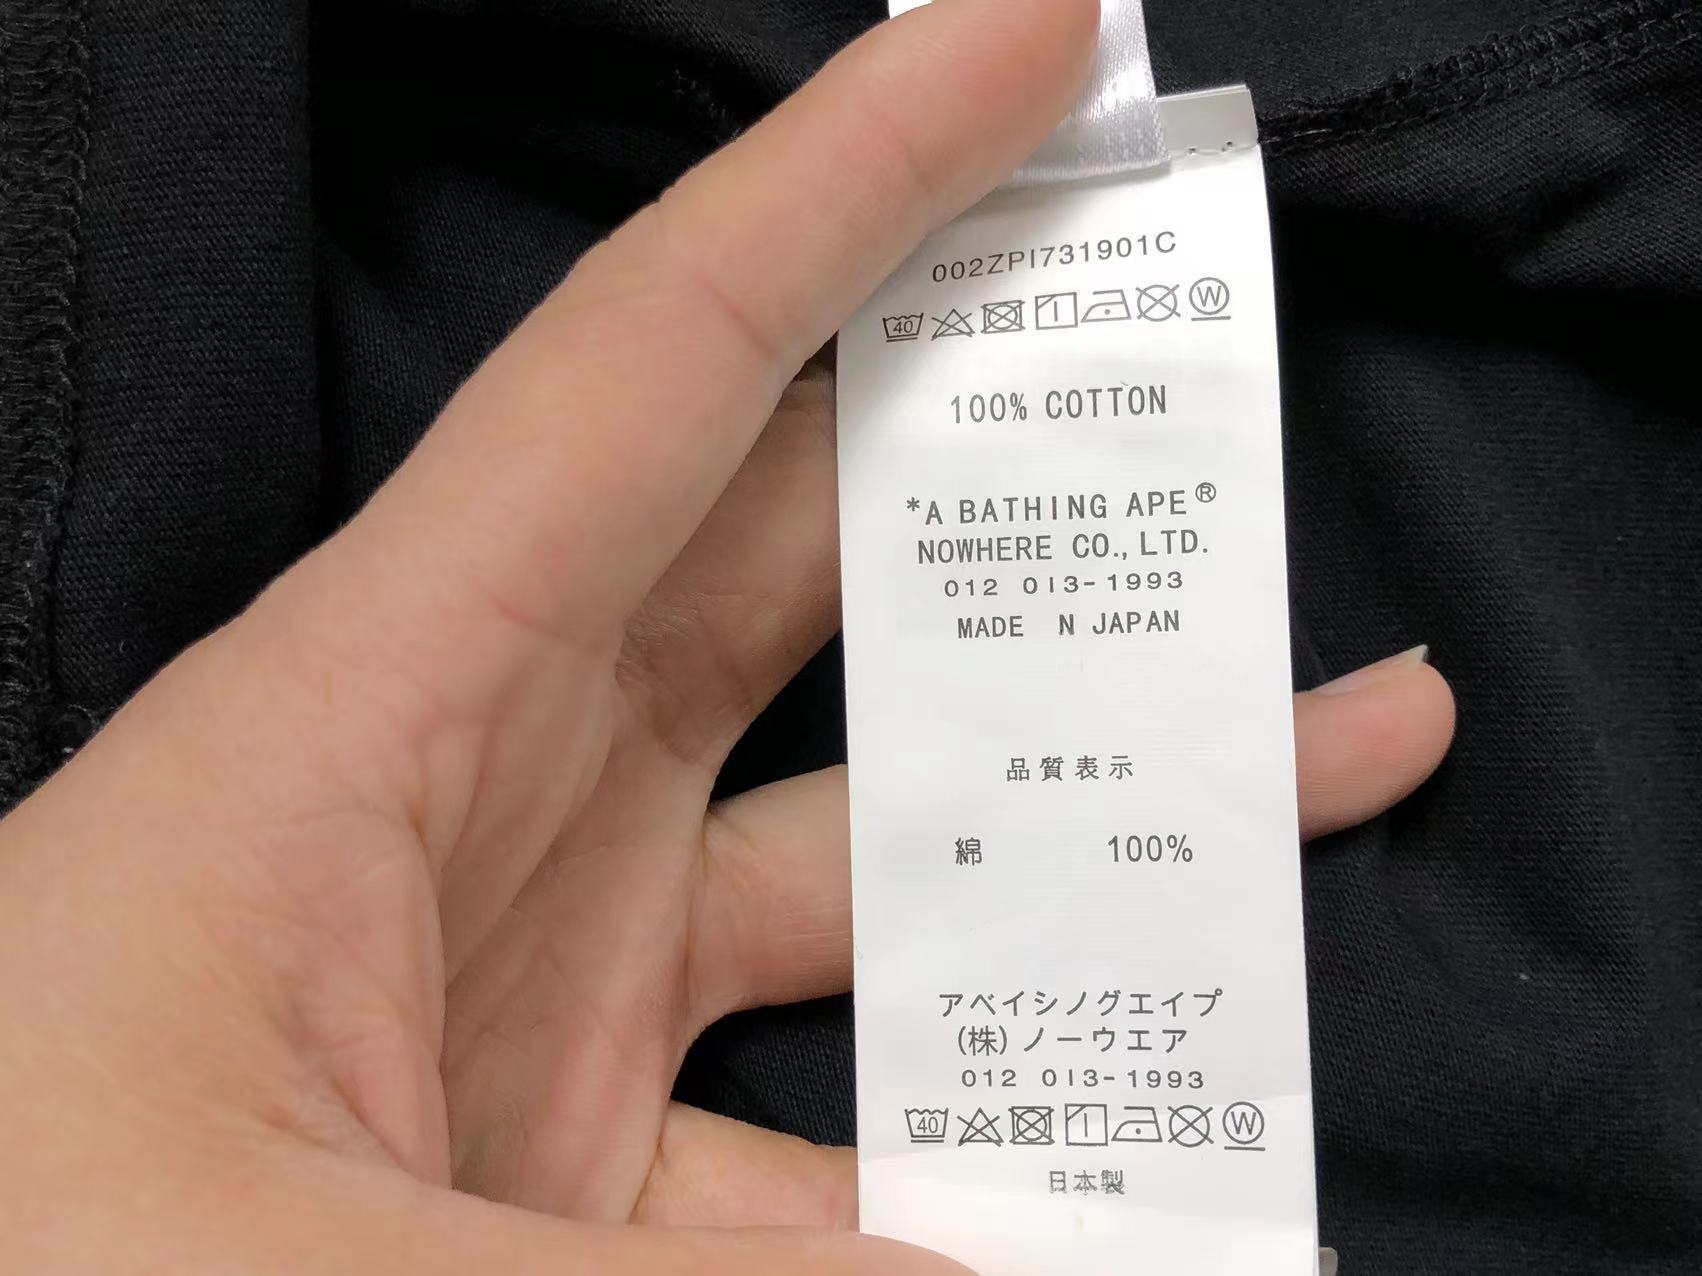 002ZPI731901C
40
100% COTTON
*A BATHING APE®
NOWHERE CO., LTD.
012 013-1993
MADE N JAPAN
品質表示
綿 100%
アベイシノグエイプ
(株)ノーウエア
012 013-1993
40
日本製